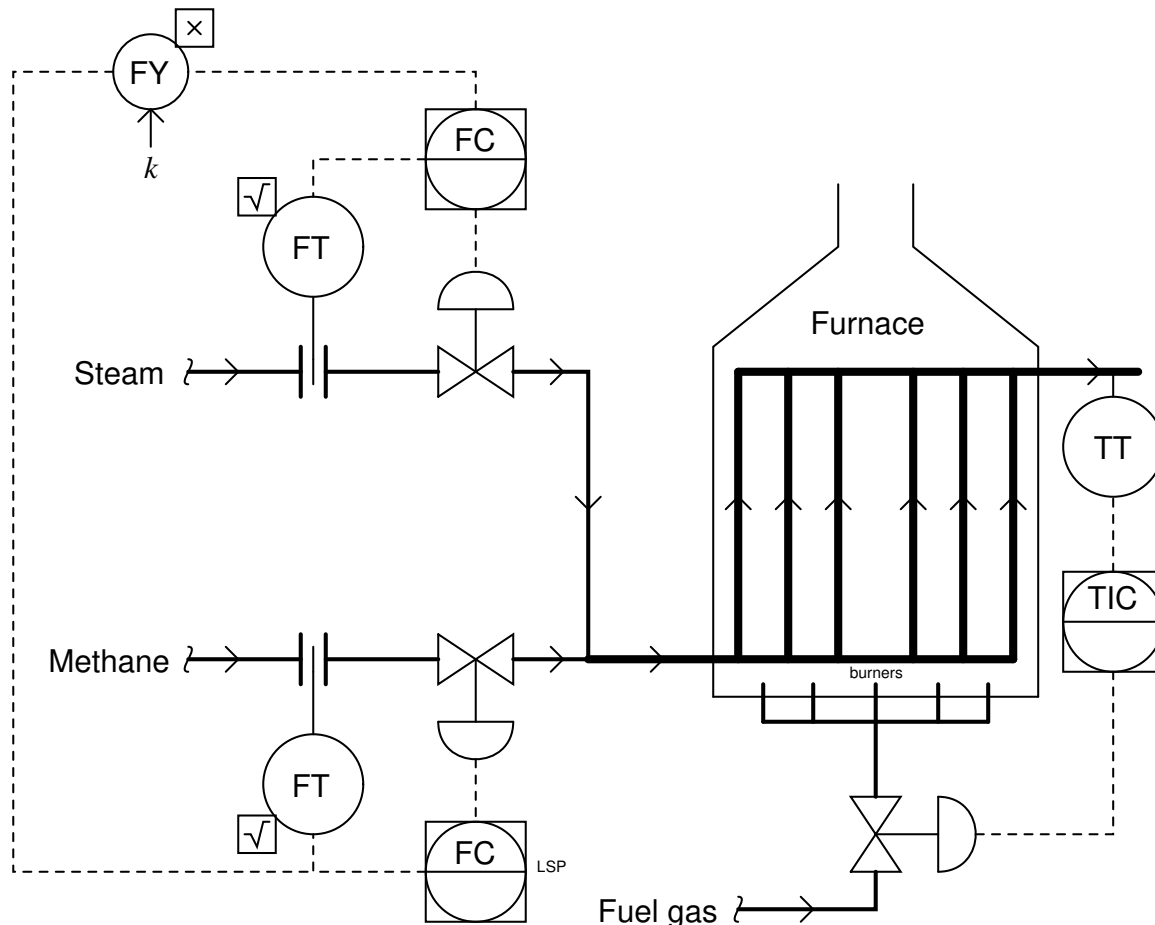 ×
FY
k
FC
√
FT
Steam
Furnace
TT
TIC
Methane
burners
FT
√
FC
LSP
Fuel gas